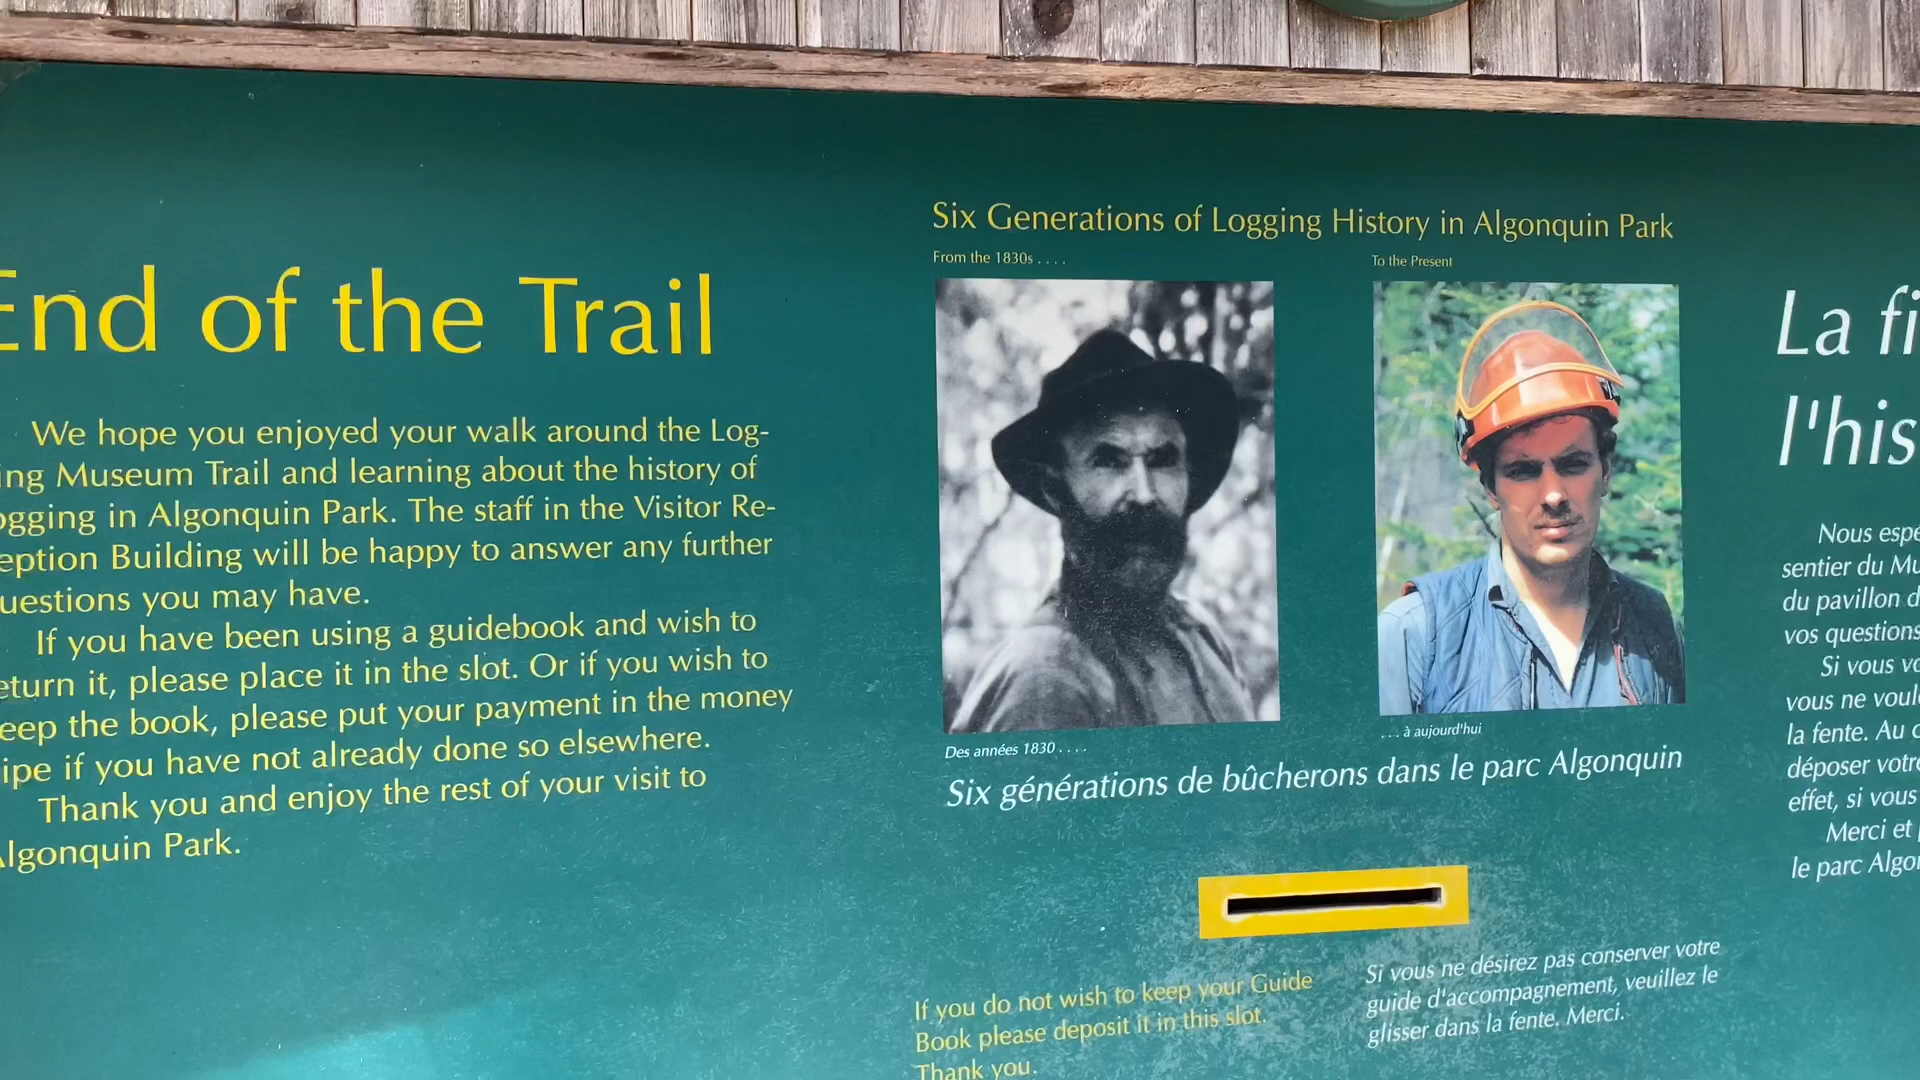 End of the Trail
We hope you enjoyed your walk around the Log-
ing Museum Trail and learning about the history of
ogging in Algonquin Park. The staff in the Visitor Re-
eption Building will be happy to answer any further
uestions you may have.
If you have been using a guidebook and wish to
eturn it, please place it in the slot. Or if you wish to
eep the book, please put your payment in the money
ipe if you have not already done so elsewhere.
Thank you and enjoy the rest of your visit to
Algonquin Park.
Six Generations of Logging History in Algonquin Park
From the 1830s . . . .
To the Present
Des années 1830 . . . .
. . . à aujourd'hui
Six générations de bûcherons dans le parc Algonquin
If you do not wish to keep your Guide
Book please deposit it in this slot.
Thank you.
Si vous ne désirez pas conserver votre
guide d'accompagnement, veuillez le
glisser dans la fente. Merci.
La fi
l'his
Nous espé
sentier du Mu
du pavillon d
vos questions
Si vous vo
vous ne voul
la fente. Au c
déposer votre
effet, si vous
Merci et
le parc Algo